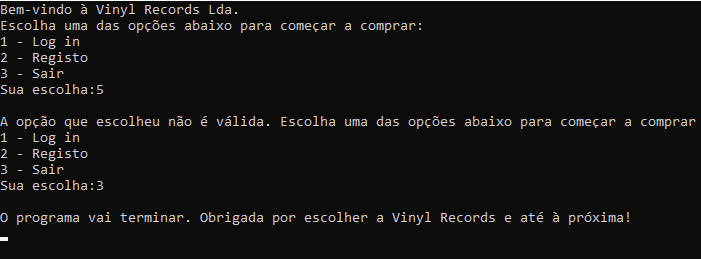 Bem-vindo à Vinyl Records Lda.
Escolha uma das opções abaixo para começar a comprar:
1 - Log in
2 - Registo
3 - Sair
Sua escolha:5
A opção que escolheu não é válida. Escolha uma das opções abaixo para começar a comprar
1 - Log in
2 - Registo
3 - Sair
Sua escolha:3
O programa vai terminar. Obrigada por escolher a Vinyl Records e até à próxima!